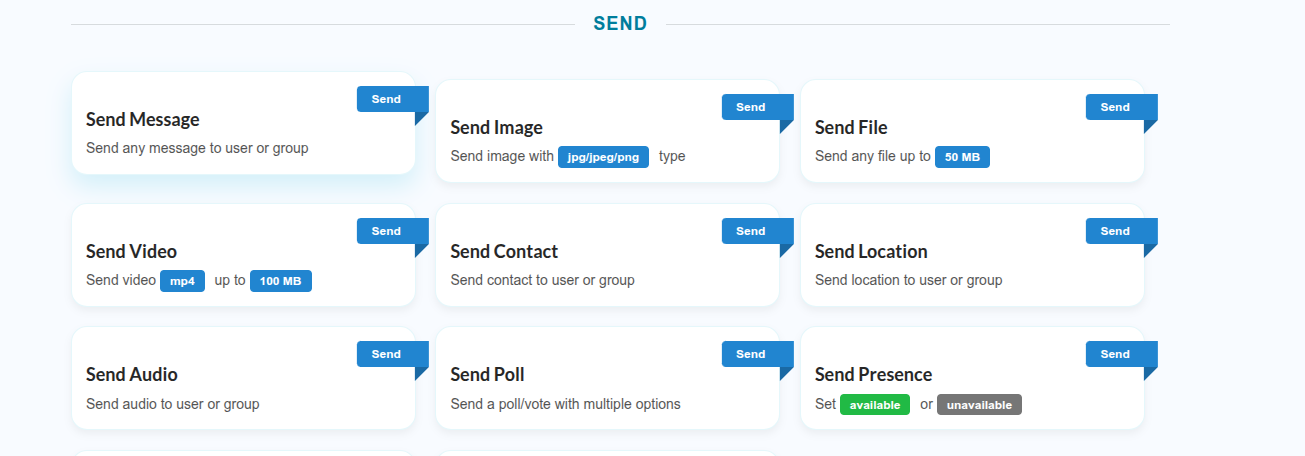 SEND
Send
Send Message
Send any message to user or group
Send
Send Image
Send image with jpg/jpeg/png type
Send
Send File
Send any file up to 50 MB
Send
Send Video
Send video mp4 up to 100 MB
Send
Send Contact
Send contact to user or group
Send
Send Location
Send location to user or group
Send
Send Audio
Send audio to user or group
Send
Send Poll
Send a poll/vote with multiple options
Send
Send Presence
Set available or unavailable